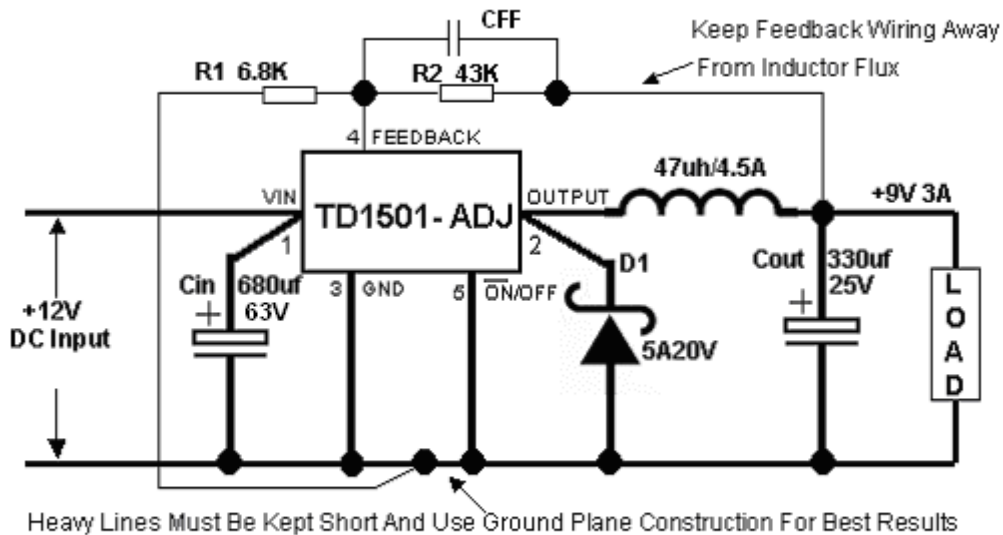 CFF
Keep Feedback Wiring Away
From Inductor Flux
R1 6.8K
R2 43K
4 FEEDBACK
47uh/4.5A
VIN
TD1501- ADJ
OUTPUT
+9V 3A
1
2
D1
Cin
680uf
63V
+
3 GND
5 ON/OFF
Cout
330uf
25V
+
+12V
DC Input
5A20V
LOAD
Heavy Lines Must Be Kept Short And Use Ground Plane Construction For Best Results